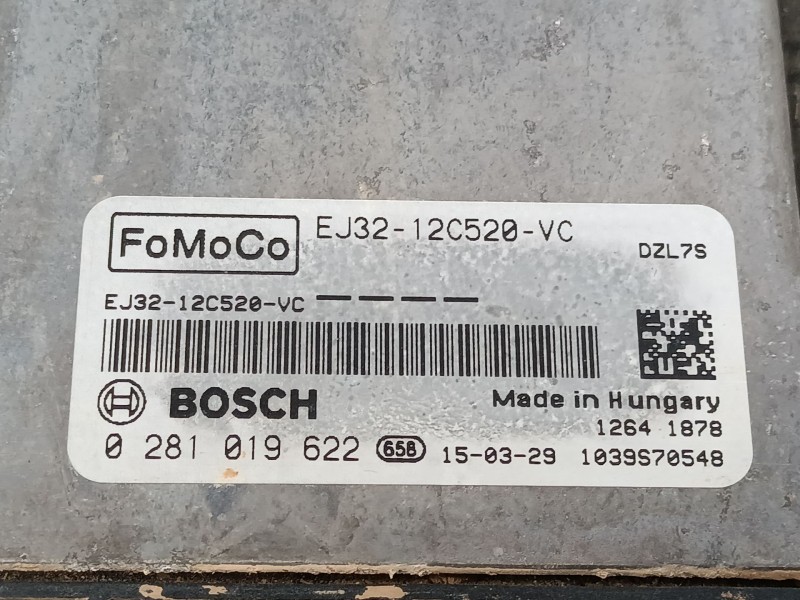 FoMoCo
EJ32-12C520-VC
DZL7S
EJ32-12C520-VC
BOSCH
Made in Hungary
1264 1878
0 281 019 622 658 15-03-29 1039S70548